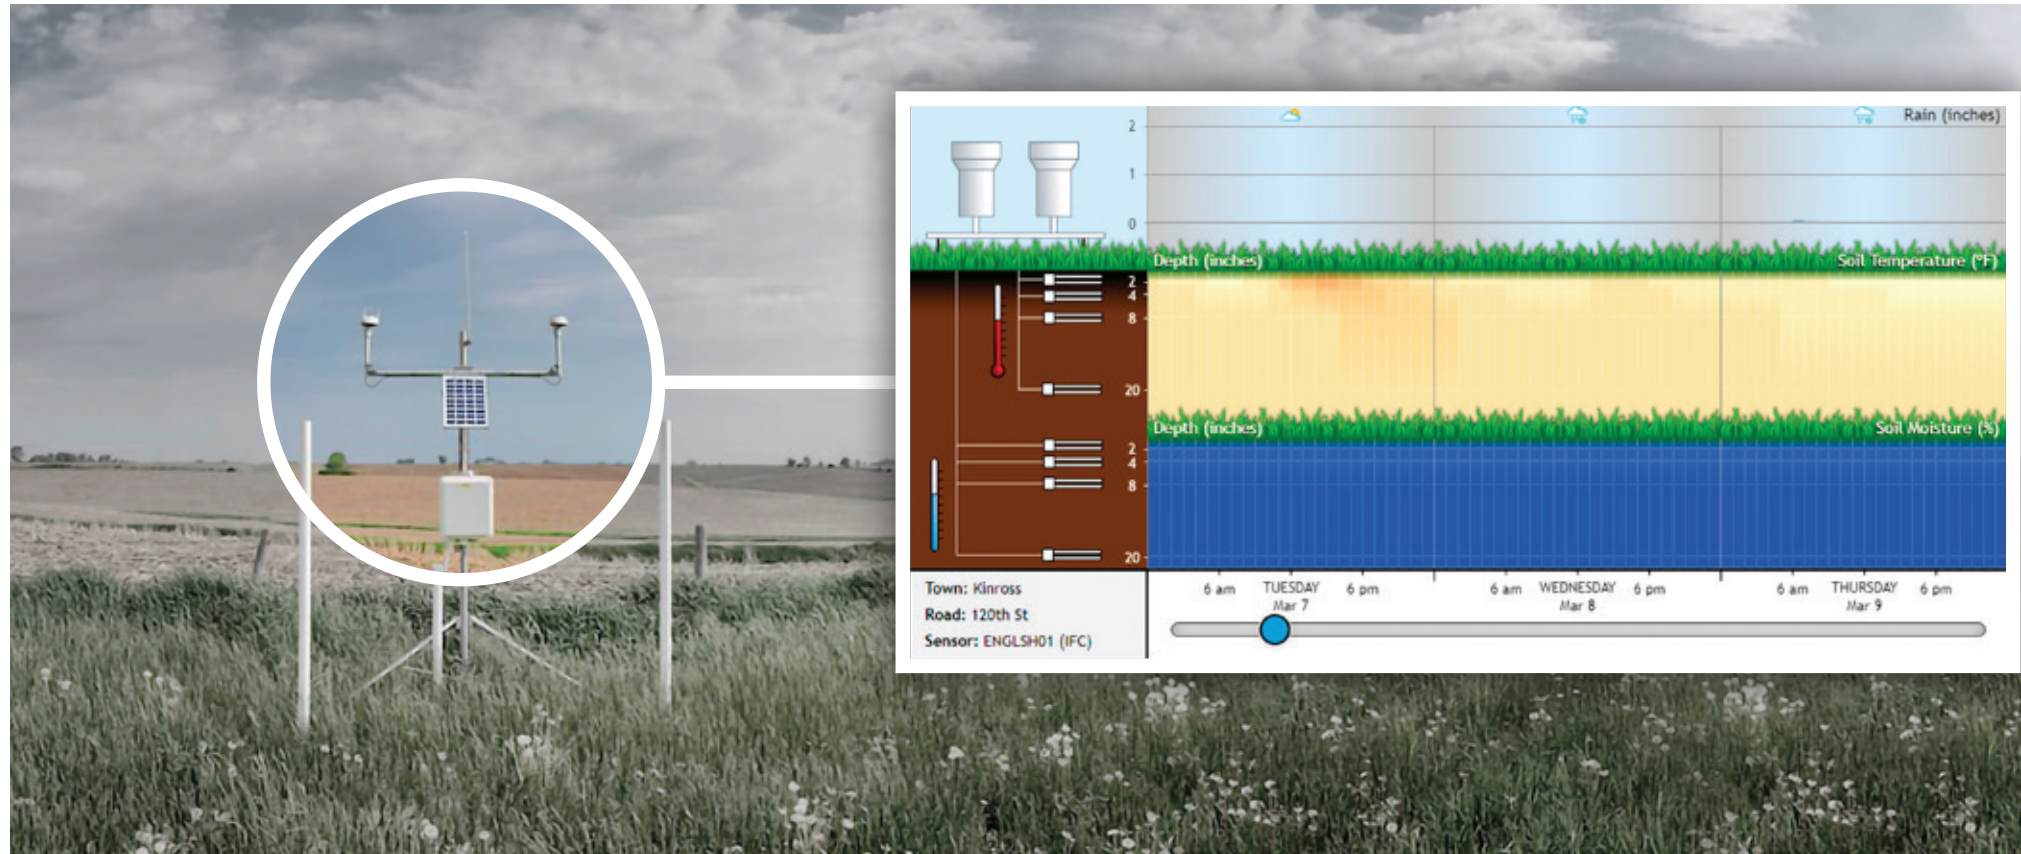 Rain (inches)
2
1
0
Depth (inches) Soil Temperature (°F)
2
4
8
20
Depth (inches) Soil Moisture (%)
2
4
8
20
6 am TUESDAY 6 pm 6 am WEDNESDAY 6 pm 6 am THURSDAY 6 pm
Mar 7 Mar 8 Mar 9
Town: Kinross
Road: 120th St
Sensor: ENGLSH01 (IFC)